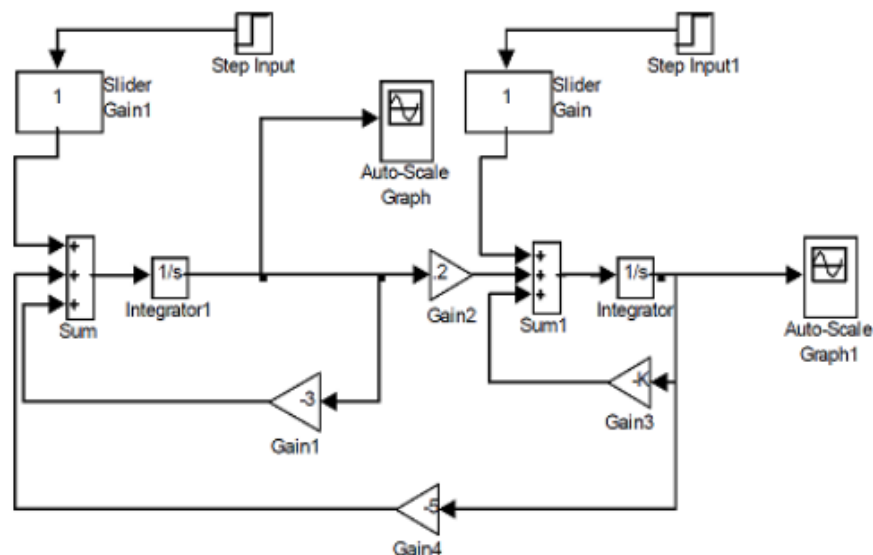 Step Input
Step Input1
1
Slider
Gain1
1
Slider
Gain
Auto-Scale
Graph
+
+
+
Sum
1/s
Integrator1
.2
Gain2
+
+
+
Sum1
1/s
Integrator
Auto-Scale
Graph1
-3
Gain1
-K
Gain3
-5
Gain4